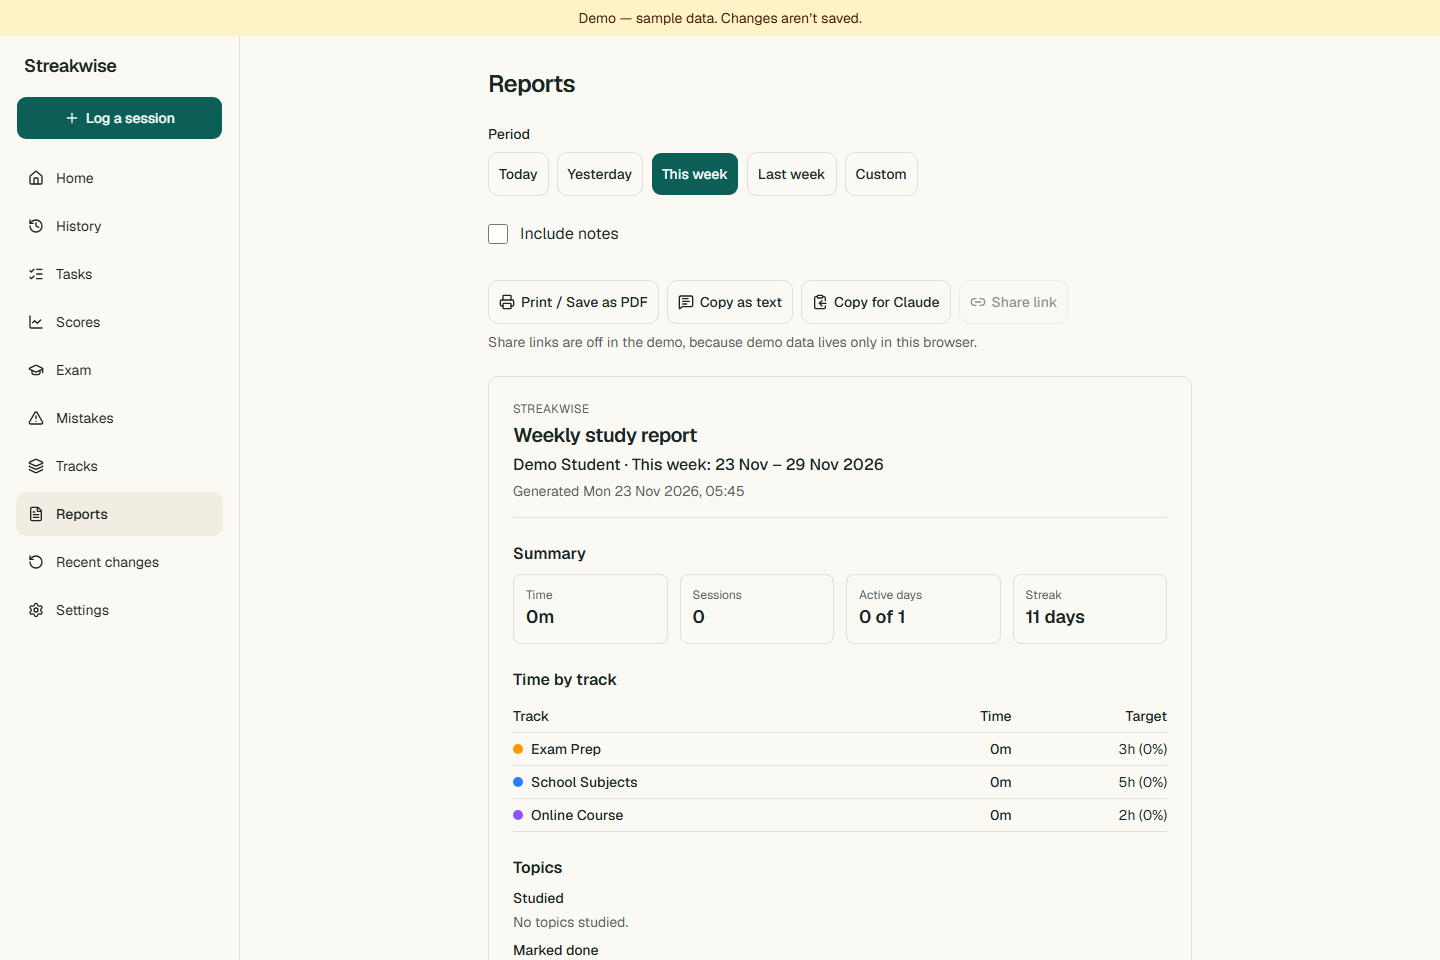 Demo — sample data. Changes aren’t saved.
Streakwise
Log a session
Home
History
Tasks
Scores
Exam
Mistakes
Tracks
Reports
Recent changes
Settings
Reports
Period
Today Yesterday This week Last week Custom
Include notes
Print / Save as PDF Copy as text Copy for Claude Share link
Share links are off in the demo, because demo data lives only in this browser.
STREAKWISE
Weekly study report
Demo Student · This week: 23 Nov – 29 Nov 2026
Generated Mon 23 Nov 2026, 05:45
Summary
Time Sessions Active days Streak
0m 0 0 of 1 11 days
Time by track
Track Time Target
Exam Prep 0m 3h (0%)
School Subjects 0m 5h (0%)
Online Course 0m 2h (0%)
Topics
Studied
No topics studied.
Marked done